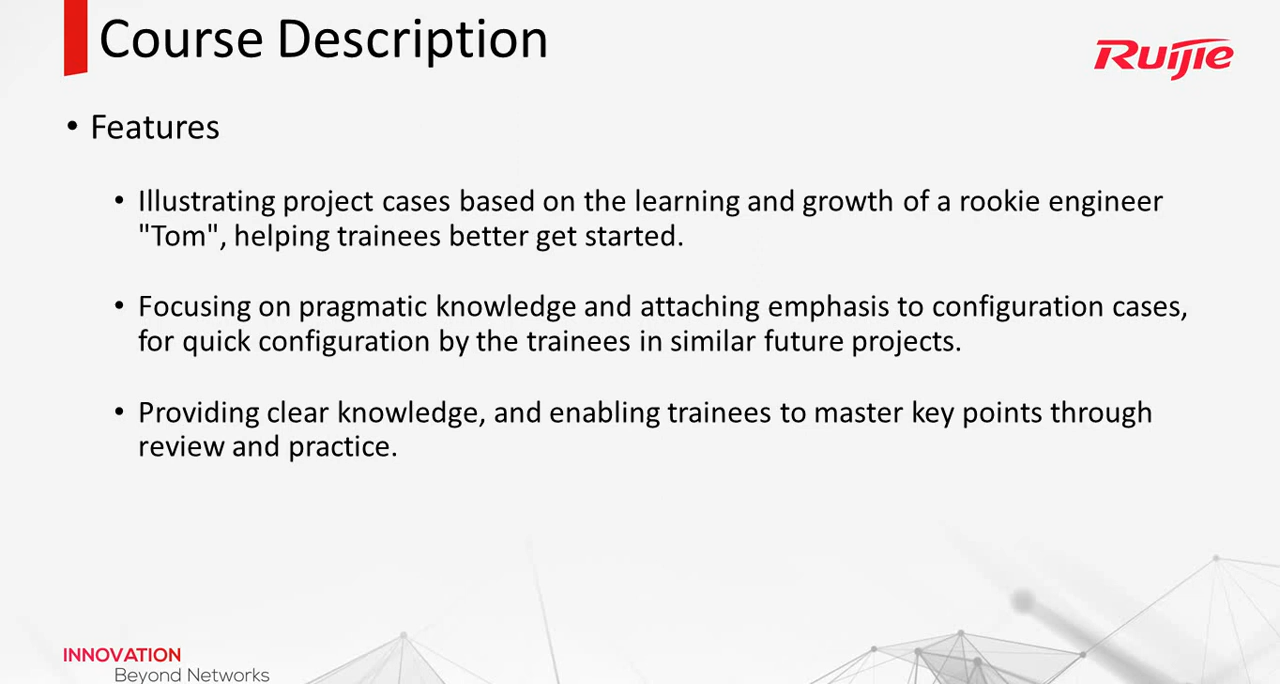 Course Description
Ruijie
• Features
• Illustrating project cases based on the learning and growth of a rookie engineer
"Tom", helping trainees better get started.
• Focusing on pragmatic knowledge and attaching emphasis to configuration cases,
for quick configuration by the trainees in similar future projects.
• Providing clear knowledge, and enabling trainees to master key points through
review and practice.
INNOVATION
Beyond Networks